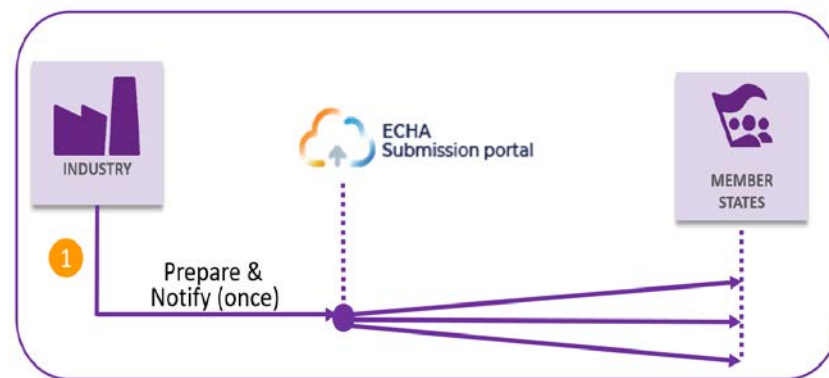 INDUSTRY
ECHA
Submission portal
MEMBER
STATES
1
Prepare &
Notify (once)